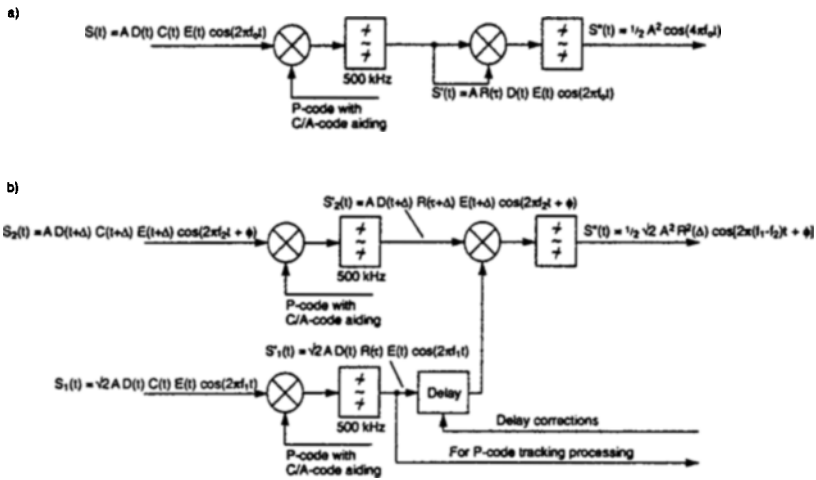 a)
S(t) = A D(t) C(t) E(t) cos(2πf₀t)
500 kHz
P-code with
C/A-code aiding
S'(t) = A R(τ) D(t) E(t) cos(2πf₀t)
S"(t) = 1/2 A² cos(4πf₀t)
b)
S'₂(t) = A D(t+Δ) R(τ+Δ) E(t+Δ) cos(2πf₂t + ϕ)
S₂(t) = A D(t+Δ) C(t+Δ) E(t+Δ) cos(2πf₂t + ϕ)
S"(t) = 1/2 √2 A² R²(Δ) cos[2π(f₁-f₂)t + ϕ]
500 kHz
P-code with
C/A-code aiding
S'₁(t) = √2 A D(t) R(τ) E(t) cos(2πf₁t)
S₁(t) = √2 A D(t) C(t) E(t) cos(2πf₁t)
Delay
500 kHz
Delay corrections
P-code with
C/A-code aiding
For P-code tracking processing